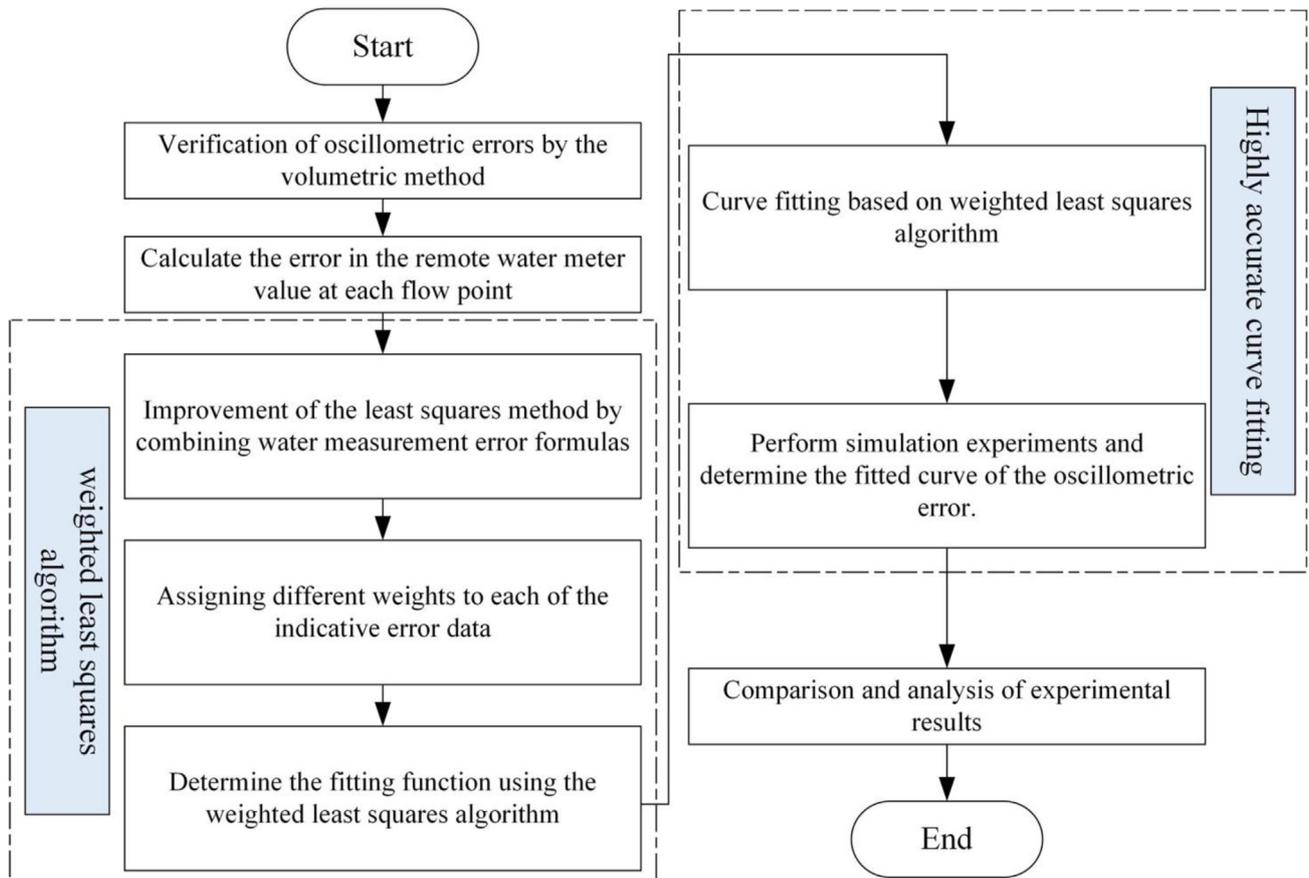 Start
Verification of oscillometric errors by the
volumetric method
Calculate the error in the remote water meter
value at each flow point
weighted least squares
algorithm
Improvement of the least squares method by
combining water measurement error formulas
Assigning different weights to each of the
indicative error data
Determine the fitting function using the
weighted least squares algorithm
Highly accurate curve fitting
Curve fitting based on weighted least squares
algorithm
Perform simulation experiments and
determine the fitted curve of the oscillometric
error.
Comparison and analysis of experimental
results
End